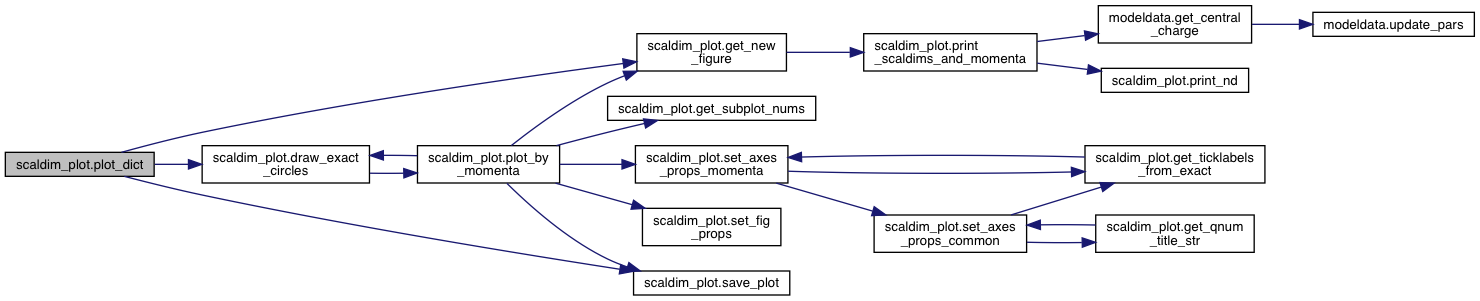 scaldim_plot.plot_dict
scaldim_plot.draw_exact
_circles
scaldim_plot.plot_by
_momenta
scaldim_plot.get_new
_figure
scaldim_plot.get_subplot_nums
scaldim_plot.set_axes
_props_momenta
scaldim_plot.set_fig
_props
scaldim_plot.save_plot
scaldim_plot.print
_scaldims_and_momenta
scaldim_plot.set_axes
_props_common
modeldata.get_central
_charge
scaldim_plot.print_nd
scaldim_plot.get_ticklabels
_from_exact
scaldim_plot.get_qnum
_title_str
modeldata.update_pars